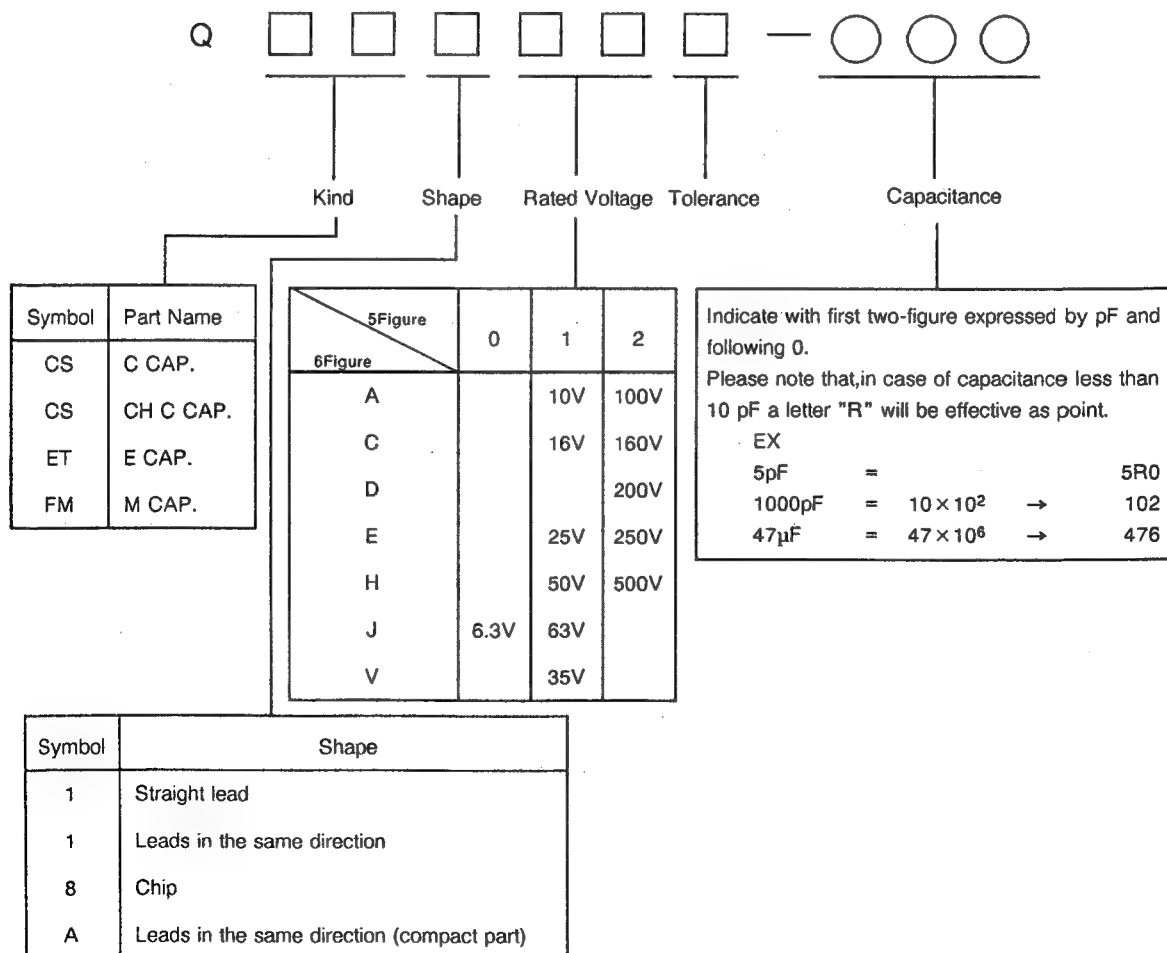 Q —
Kind Shape Rated Voltage Tolerance Capacitance
Symbol Part Name
CS C CAP.
CS CH C CAP.
ET E CAP.
FM M CAP.
5Figure 0 1 2
6Figure
A 10V 100V
C 16V 160V
D 200V
E 25V 250V
H 50V 500V
J 6.3V 63V
V 35V
Indicate with first two-figure expressed by pF and
following 0.
Please note that,in case of capacitance less than
10 pF a letter "R" will be effective as point.
EX
5pF = 5R0
1000pF = 10×10² → 102
47µF = 47×10⁶ → 476
Symbol Shape
1 Straight lead
1 Leads in the same direction
8 Chip
A Leads in the same direction (compact part)